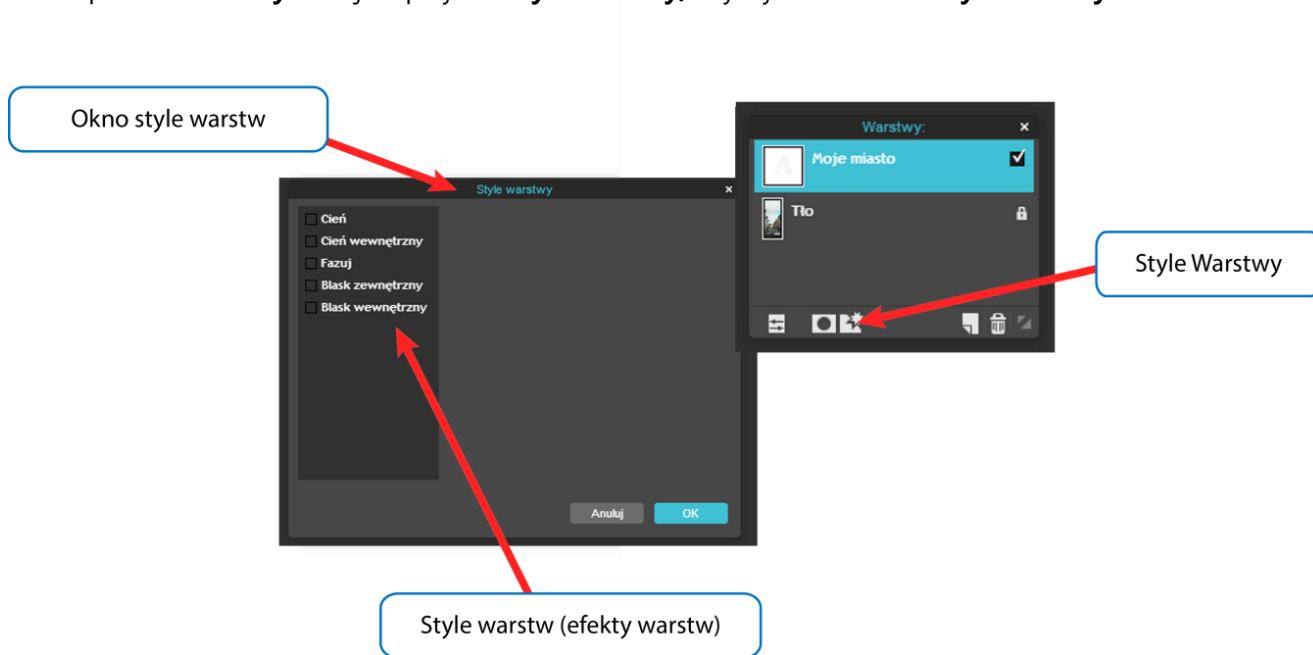 Okno style warstw
Warstwy:
Moje miasto
Style warstwy
Cień
Tło
Cień wewnętrzny
Fazuj
Style Warstwy
Blask zewnętrzny
Blask wewnętrzny
Anuluj
OK
Style warstw (efekty warstw)